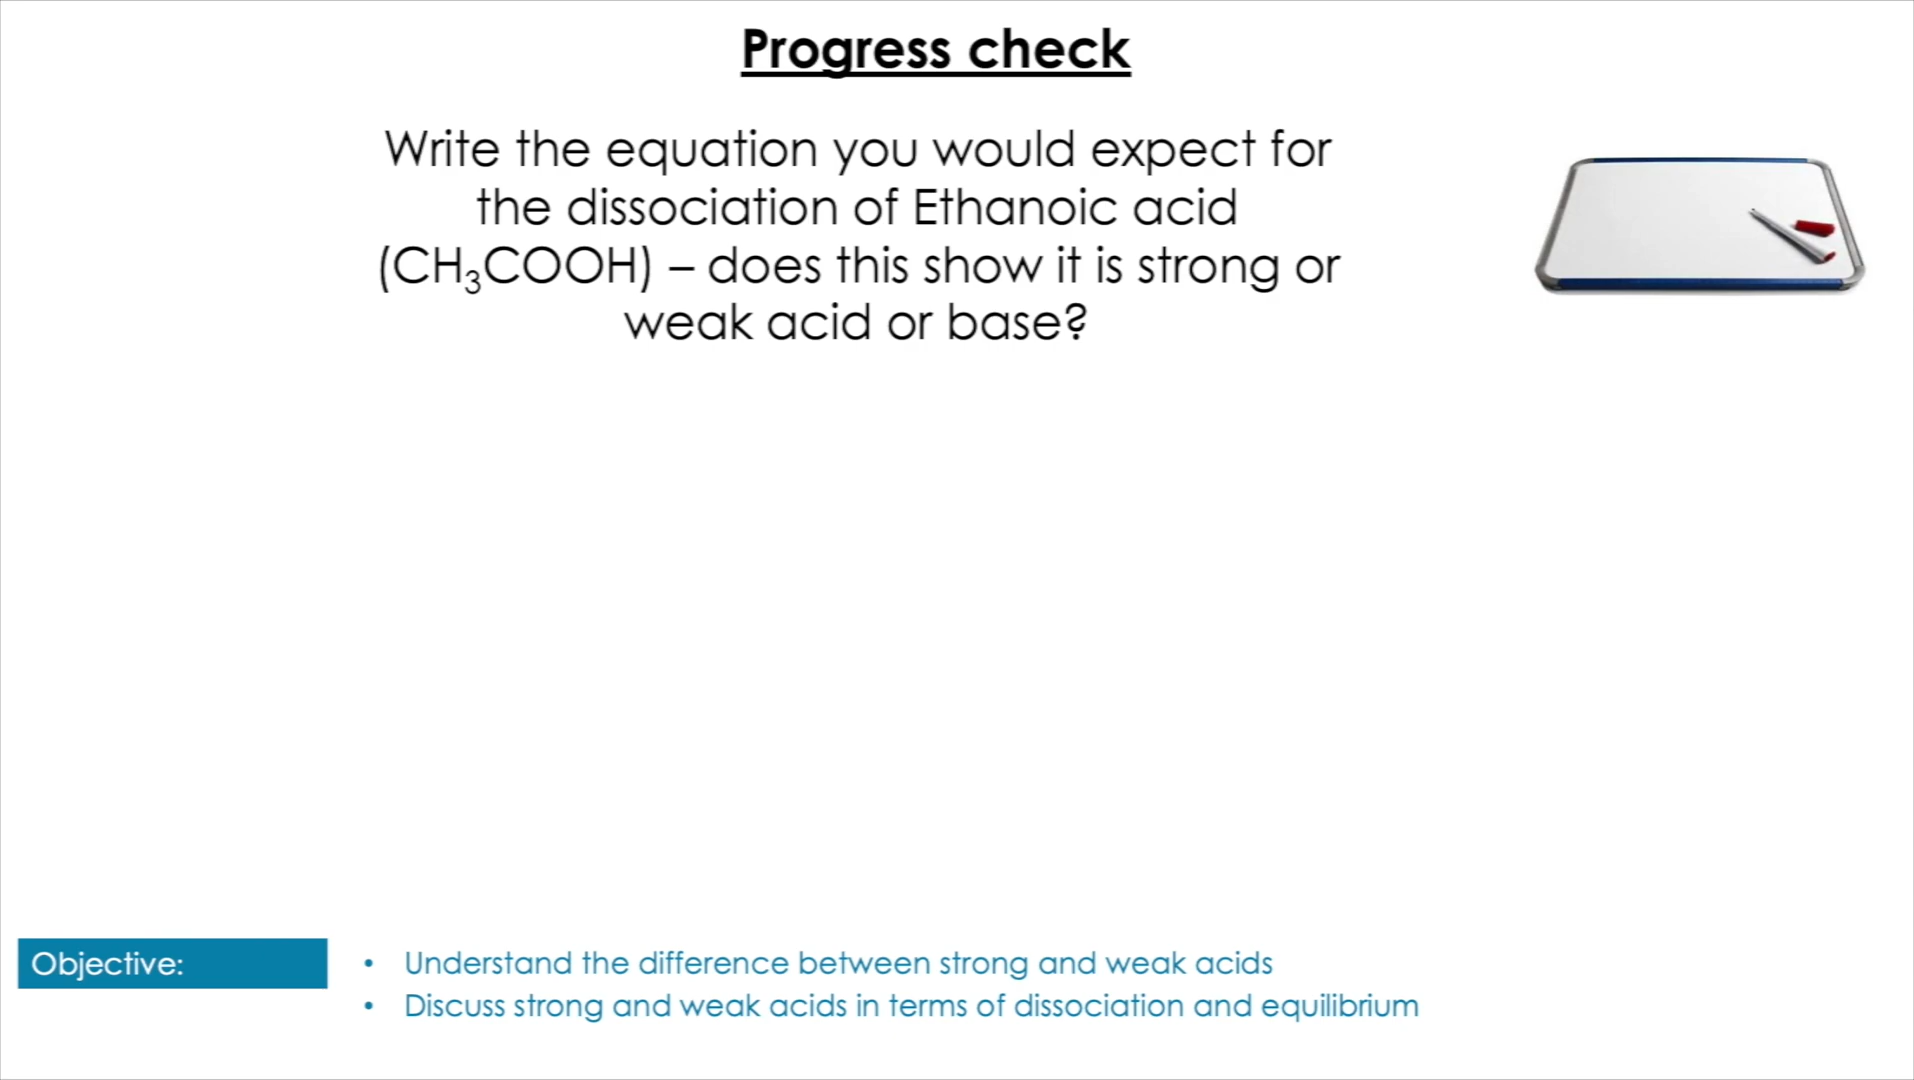 Progress check
Write the equation you would expect for
the dissociation of Ethanoic acid
(CH₃COOH) – does this show it is strong or
weak acid or base?
Objective:
• Understand the difference between strong and weak acids
• Discuss strong and weak acids in terms of dissociation and equilibrium